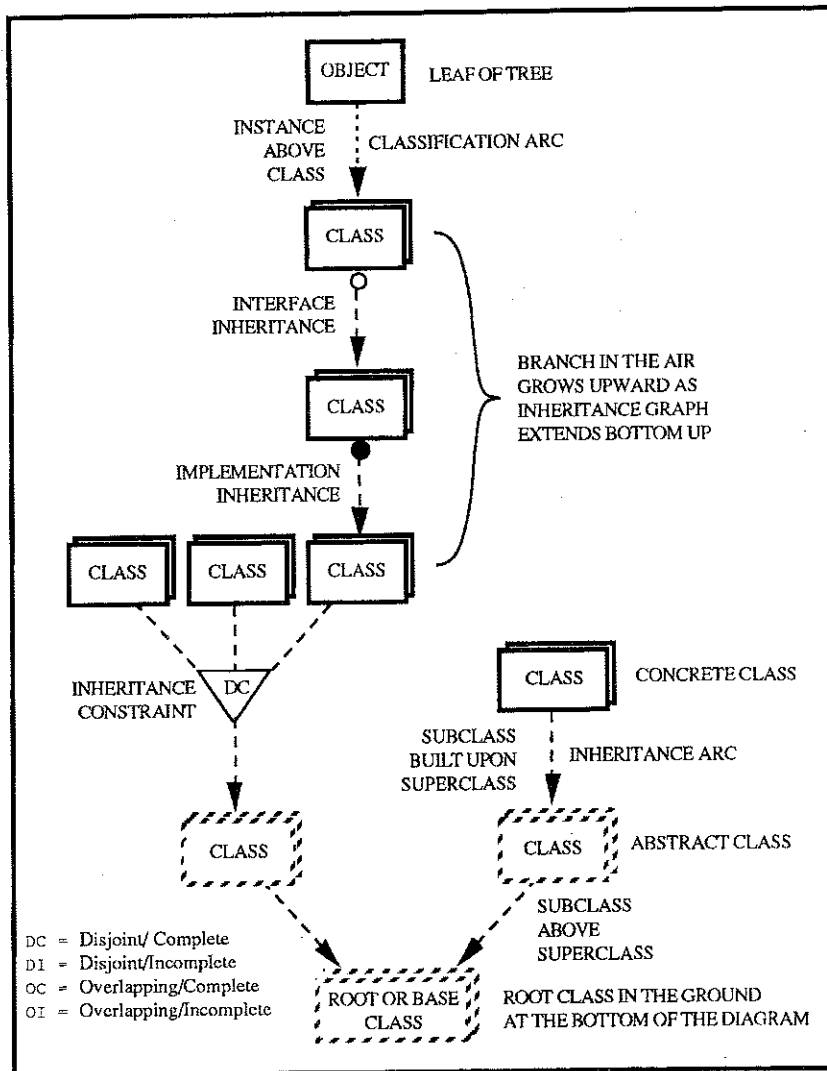 OBJECT
LEAF OF TREE
INSTANCE
ABOVE
CLASS
CLASSIFICATION ARC
CLASS
INTERFACE
INHERITANCE
CLASS
BRANCH IN THE AIR
GROWS UPWARD AS
INHERITANCE GRAPH
EXTENDS BOTTOM UP
IMPLEMENTATION
INHERITANCE
CLASS
CLASS
CLASS
INHERITANCE
CONSTRAINT
DC
CLASS
CONCRETE CLASS
SUBCLASS
BUILT UPON
SUPERCLASS
INHERITANCE ARC
CLASS
CLASS
ABSTRACT CLASS
SUBCLASS
ABOVE
SUPERCLASS
DC = Disjoint/ Complete
DI = Disjoint/Incomplete
OC = Overlapping/Complete
OI = Overlapping/Incomplete
ROOT OR BASE
CLASS
ROOT CLASS IN THE GROUND
AT THE BOTTOM OF THE DIAGRAM